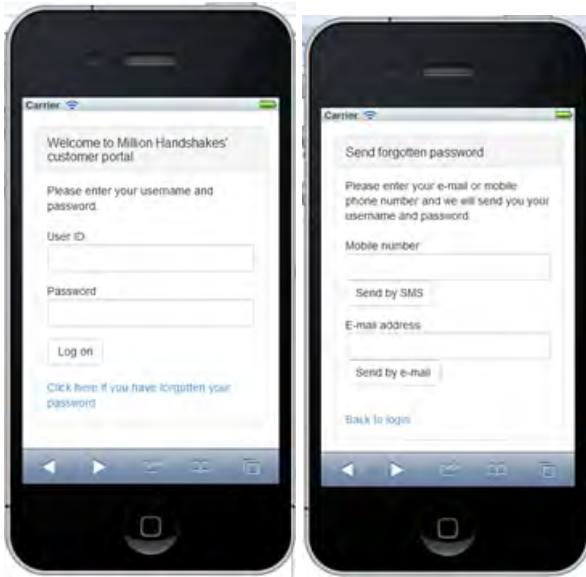 Carrier
Welcome to Million Handshakes'
customer portal
Please enter your username and
password.
User ID
Password
Log on
Click here if you have forgotten your
password
Carrier
Send forgotten password
Please enter your e-mail or mobile
phone number and we will send you your
username and password
Mobile number
Send by SMS
E-mail address
Send by e-mail
Back to login